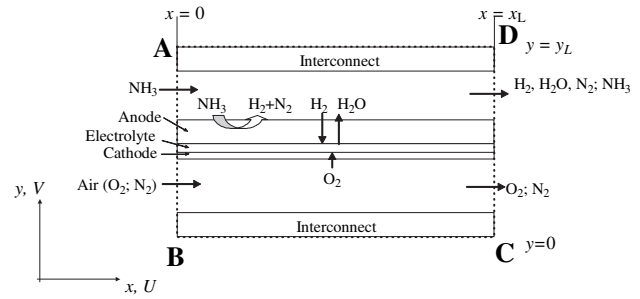 x = 0
x = x_L
A
D
y = y_L
Interconnect
NH₃
H₂, H₂O, N₂; NH₃
NH₃ H₂+N₂ H₂ H₂O
Anode
Electrolyte
Cathode
O₂
Air (O₂; N₂)
O₂; N₂
y, V
Interconnect
B
C
y=0
x, U